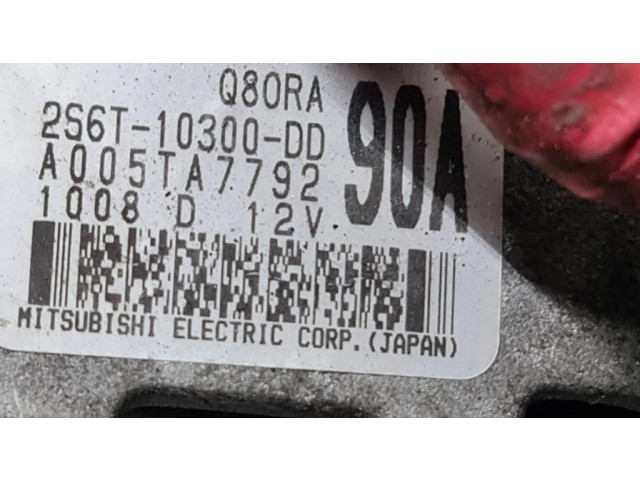 Q80RA
2S6T-10300-DD
90A
A005TA7792
1008 D 12V
MITSUBISHI ELECTRIC CORP.(JAPAN)